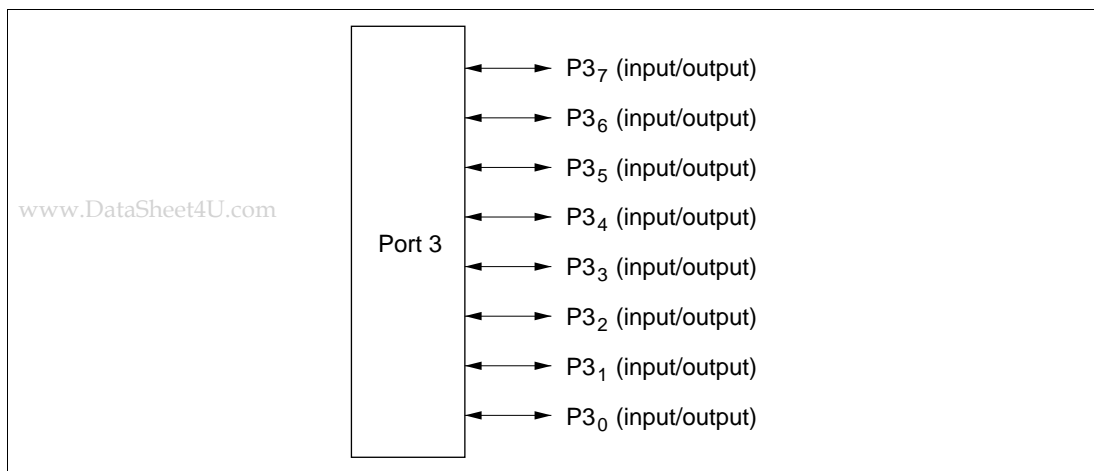 P3₇ (input/output)
P3₆ (input/output)
P3₅ (input/output)
www.DataSheet4U.com
P3₄ (input/output)
Port 3
P3₃ (input/output)
P3₂ (input/output)
P3₁ (input/output)
P3₀ (input/output)